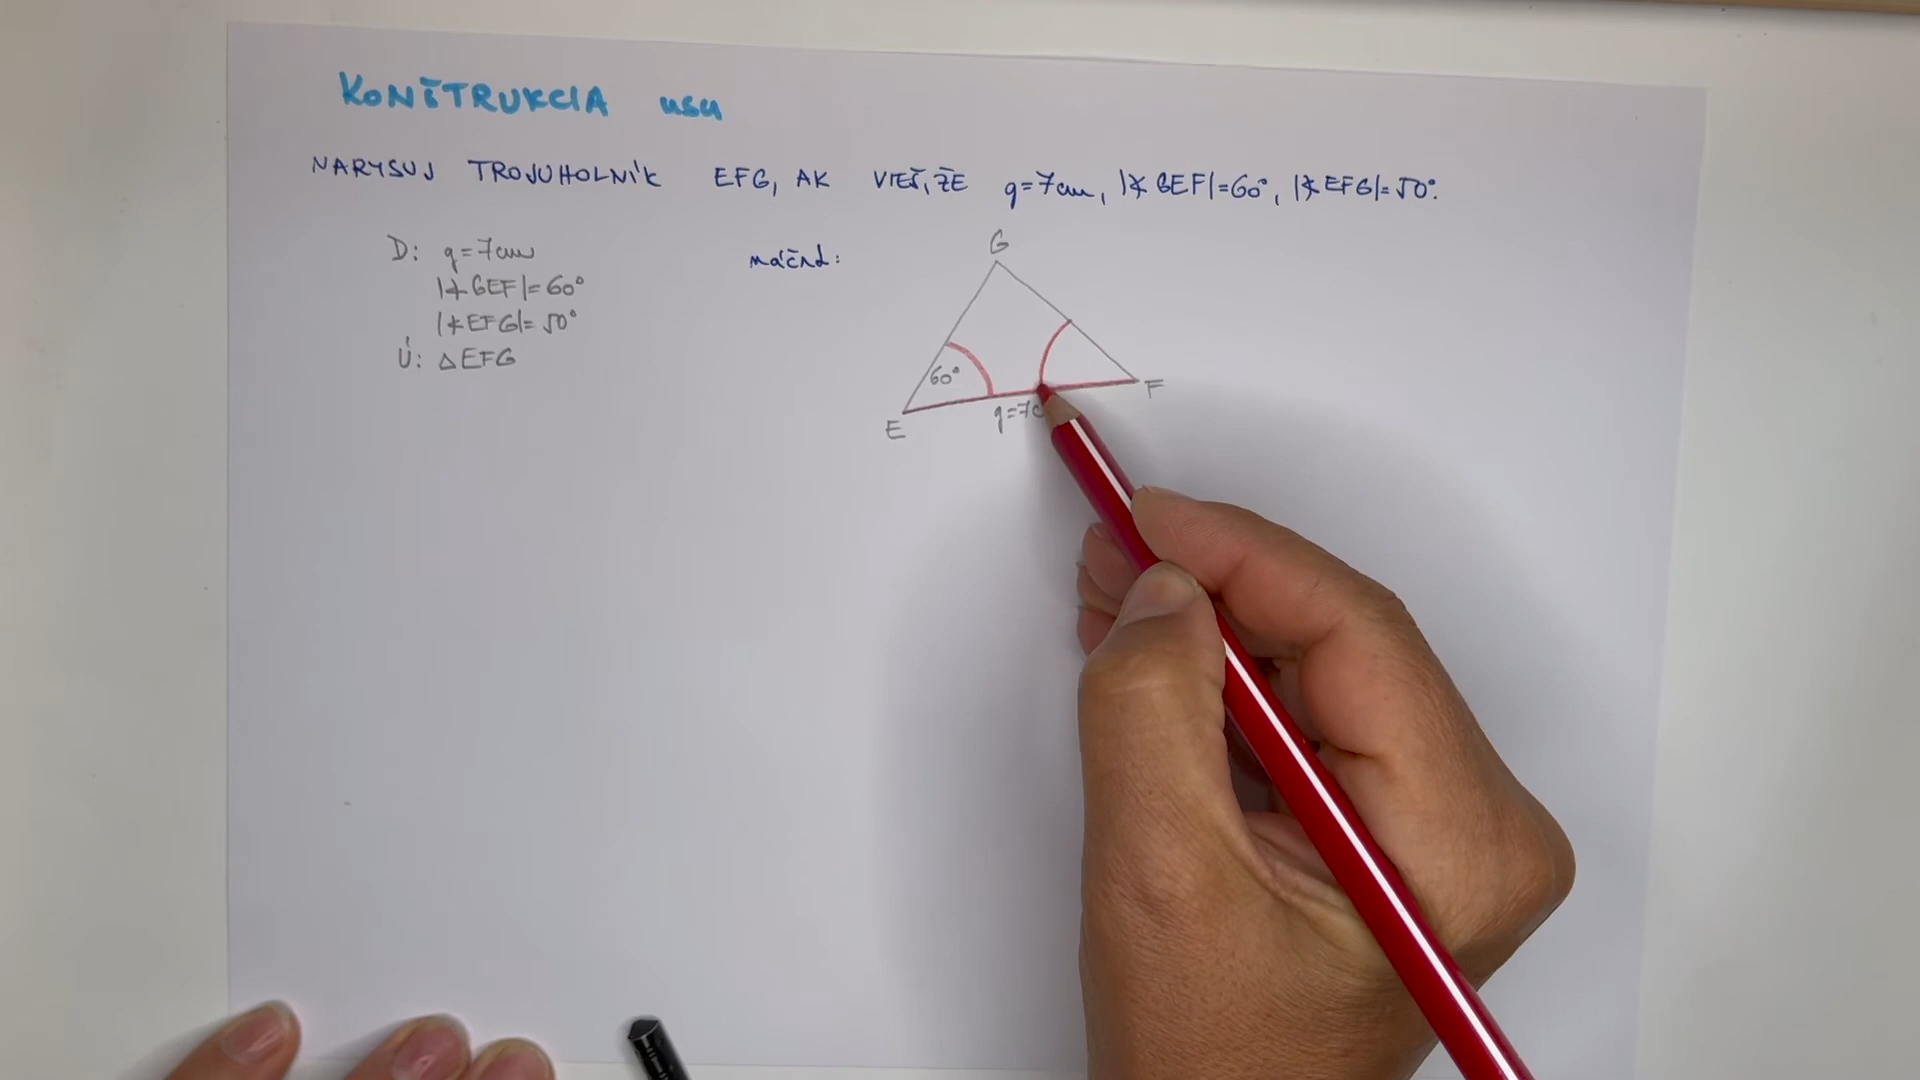 KONŠTRUKCIA usu
NARYSUJ TROJUHOLNÍK EFG, AK VIEŠ, ŽE g=7cm, |∡GEF|=60°, |∡EFG|=50°.
D: g=7cm
|∡GEF|=60°
|∡EFG|=50°
Ú: △EFG
náčrt:
G
60°
E
F
g=7c